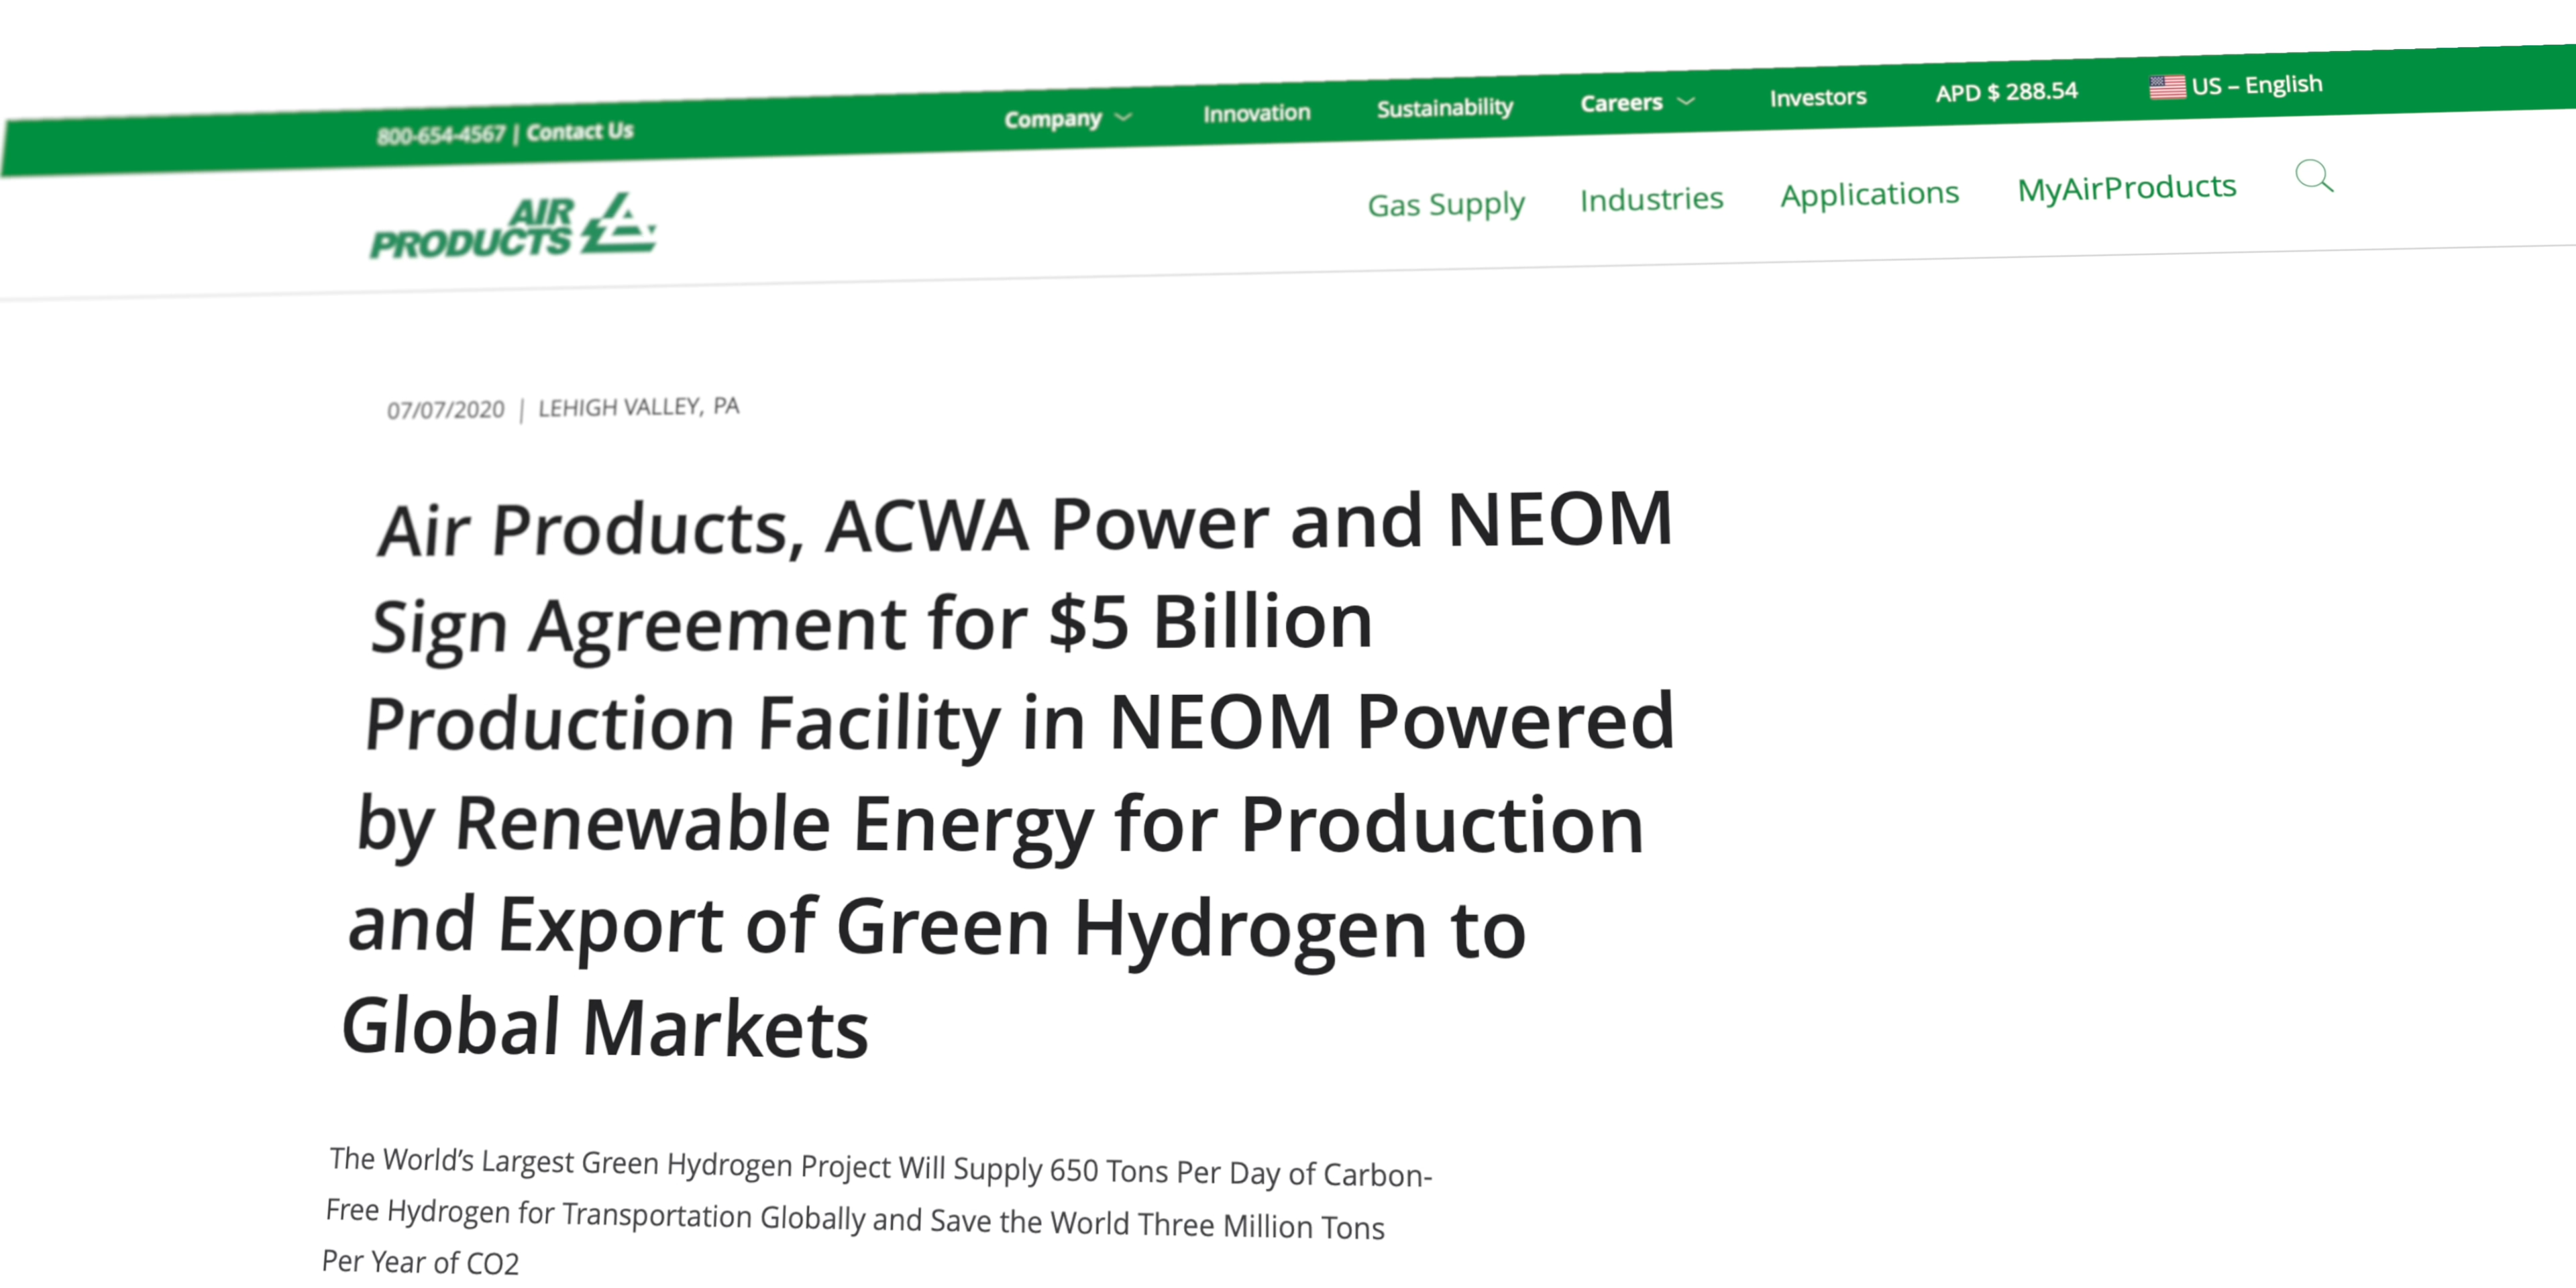 800-654-4567 | Contact Us Company Innovation Sustainability Careers Investors APD $ 288.54 US – English
AIR
PRODUCTS
Gas Supply Industries Applications MyAirProducts
07/07/2020 | LEHIGH VALLEY, PA
Air Products, ACWA Power and NEOM
Sign Agreement for $5 Billion
Production Facility in NEOM Powered
by Renewable Energy for Production
and Export of Green Hydrogen to
Global Markets
The World’s Largest Green Hydrogen Project Will Supply 650 Tons Per Day of Carbon-
Free Hydrogen for Transportation Globally and Save the World Three Million Tons
Per Year of CO2